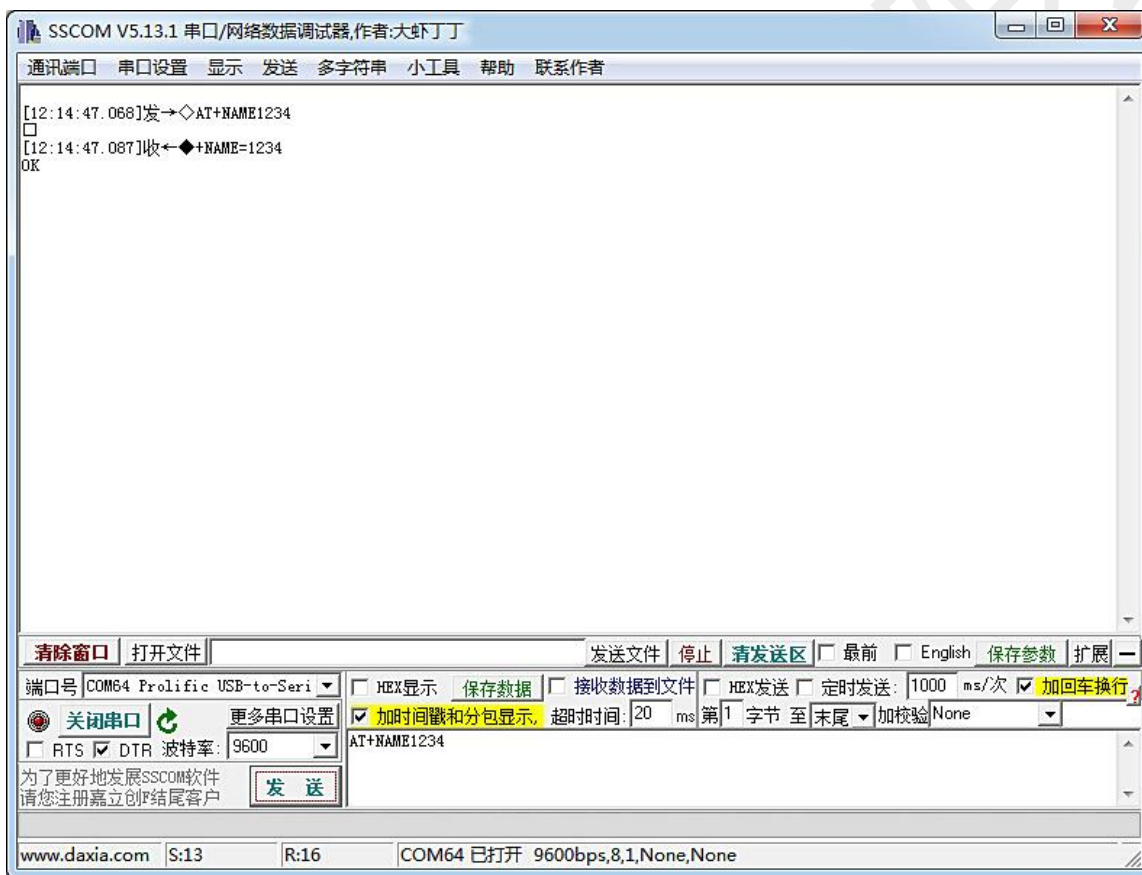 SSCOM V5.13.1 串口/网络数据调试器,作者:大虾丁丁
通讯端口 串口设置 显示 发送 多字符串 小工具 帮助 联系作者
[12:14:47.068]发→◇AT+NAME1234
□
[12:14:47.087]收←◆+NAME=1234
OK
清除窗口 打开文件 发送文件 停止 清发送区 最前 English 保存参数 扩展 —
端口号 COM64 Prolific USB-to-Seri HEX显示 保存数据 接收数据到文件 HEX发送 定时发送: 1000 ms/次 加回车换行 ?
关闭串口 更多串口设置 加时间戳和分包显示, 超时时间: 20 ms 第 1 字节 至 末尾 加校验 None
RTS DTR 波特率: 9600 AT+NAME1234
为了更好地发展SSCOM软件
请您注册嘉立创F结尾客户
发 送
www.daxia.com S:13 R:16 COM64 已打开 9600bps,8,1,None,None